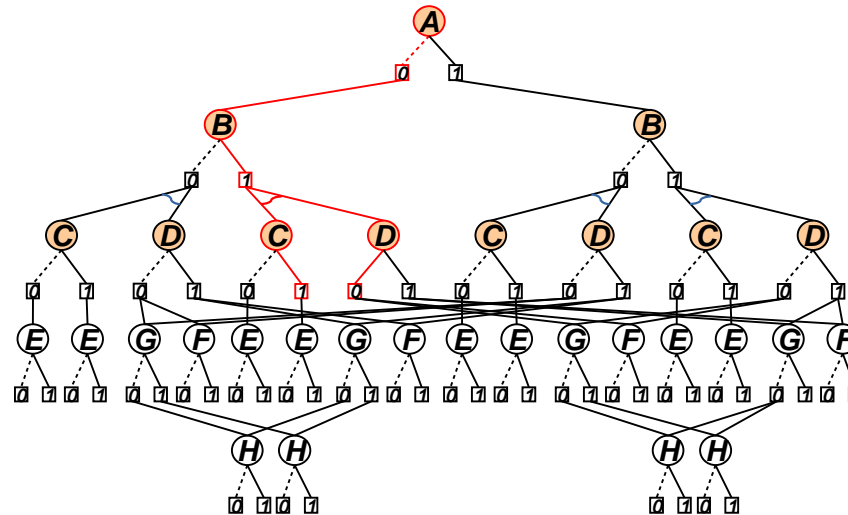 A
0 1
B B
0 1 0 1
C D C D C D C D
0 1 0 1 0 1 0 1 0 1 0 1 0 1 0 1
E E G F E E G F E E G F E E G F
0 1 0 1 0 1 0 1 0 1 0 1 0 1 0 1 0 1 0 1 0 1 0 1 0 1 0 1 0 1 0
H H H H
0 1 0 1 0 1 0 1